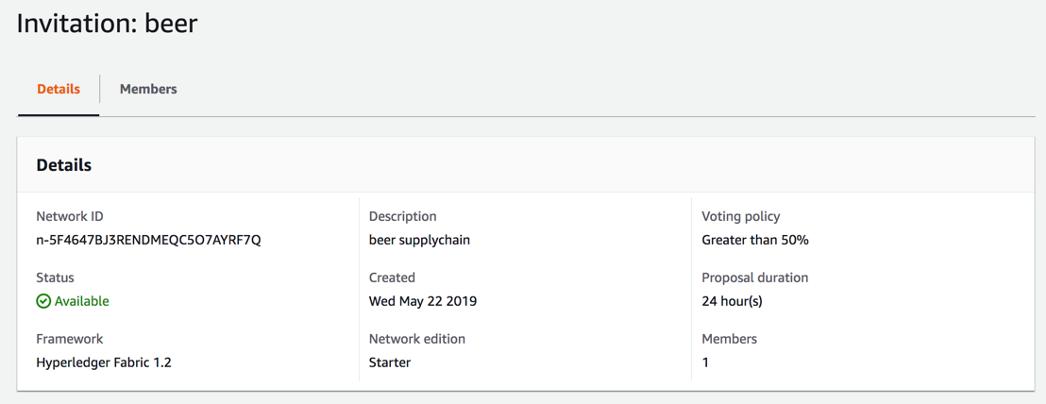 Invitation: beer
Details
Members
Details
Network ID
n-5F4647BJ3RENDMEQC5O7AYRF7Q
Status
Available
Framework
Hyperledger Fabric 1.2
Description
beer supplychain
Created
Wed May 22 2019
Network edition
Starter
Voting policy
Greater than 50%
Proposal duration
24 hour(s)
Members
1